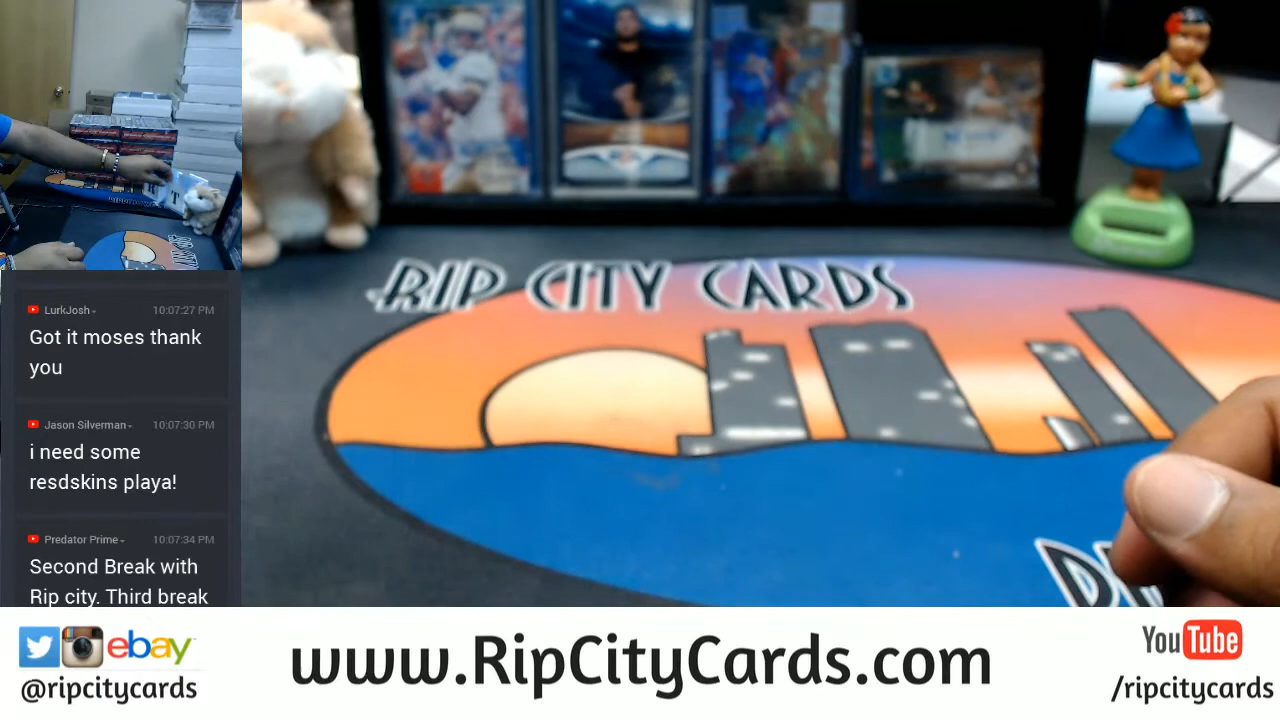 LurkJosh
10:07:27 PM
Got it moses thank
you
Jason Silverman
10:07:30 PM
i need some
resdskins playa!
Predator Prime
10:07:34 PM
Second Break with
Rip city. Third break
RIP CITY CARDS
ebay
@ripcitycards
www.RipCityCards.com
YouTube
/ripcitycards